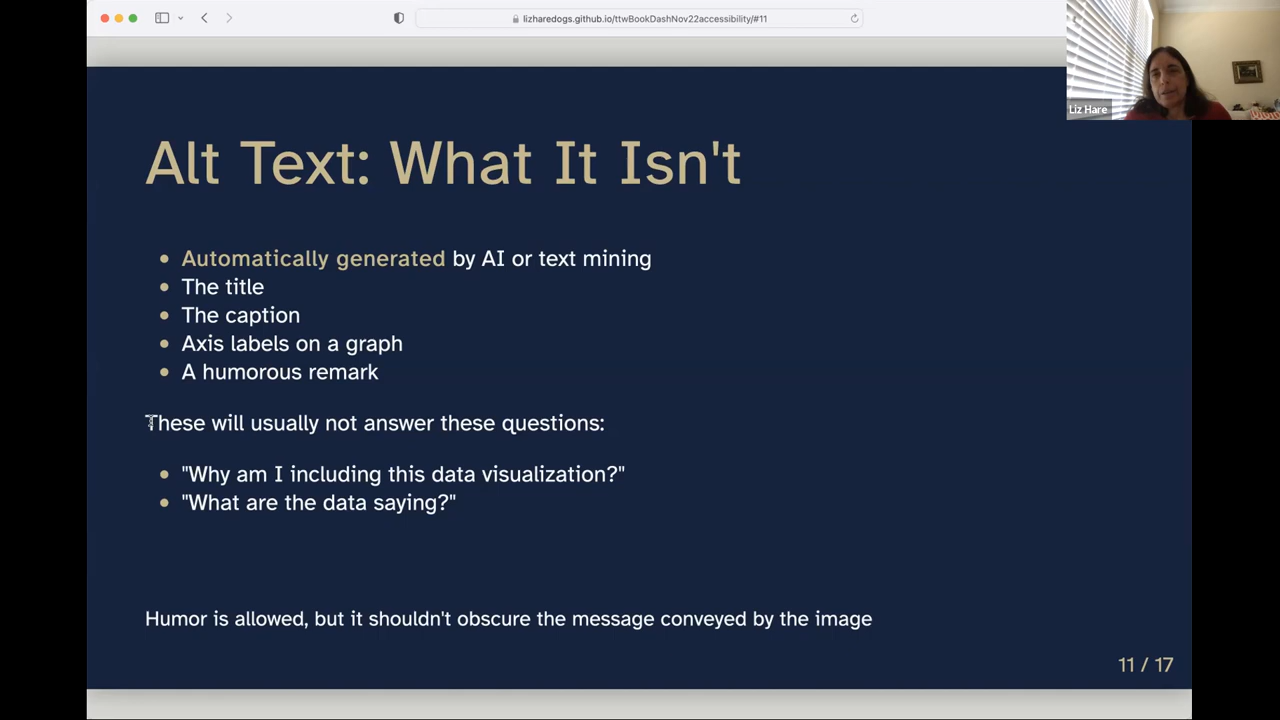 lizharedogs.github.io/ttwBookDashNov22accessibility/#11
Liz Hare
Alt Text: What It Isn't
Automatically generated by AI or text mining
The title
The caption
Axis labels on a graph
A humorous remark
These will usually not answer these questions:
"Why am I including this data visualization?"
"What are the data saying?"
Humor is allowed, but it shouldn't obscure the message conveyed by the image
11 / 17